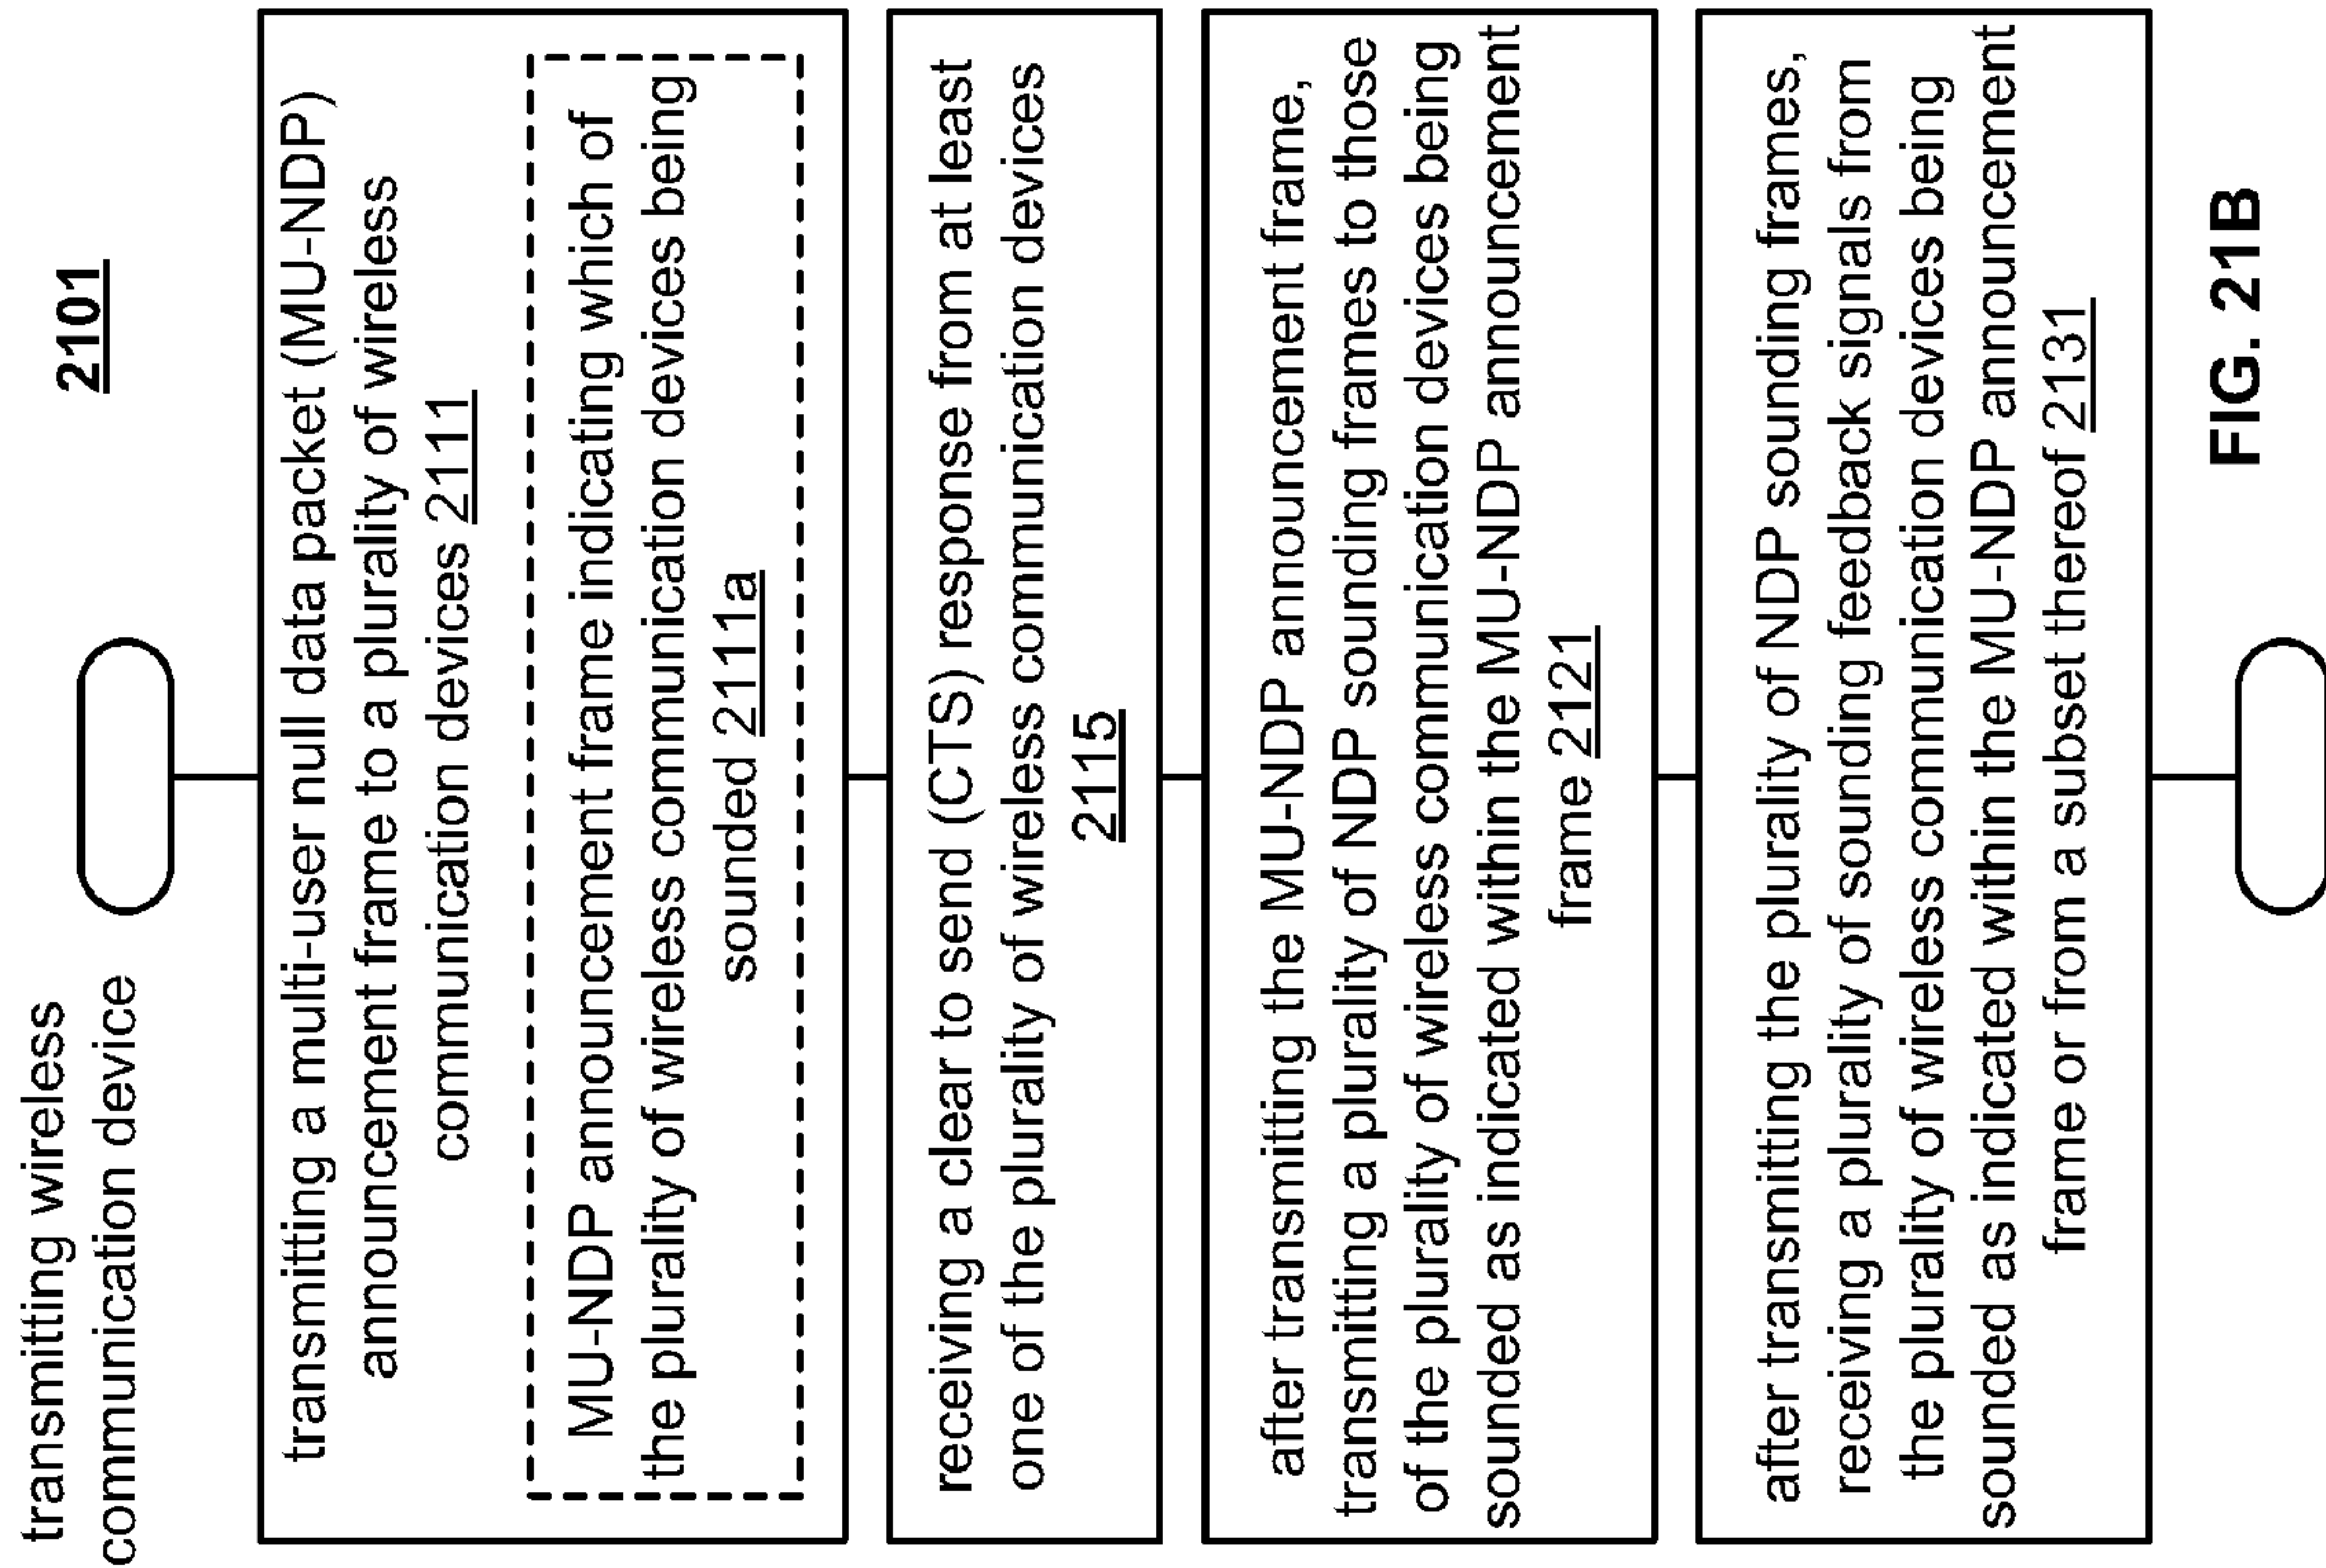 transmitting wireless
communication device
2101
transmitting a multi-user null data packet (MU-NDP)
announcement frame to a plurality of wireless
communication devices 2111
MU-NDP announcement frame indicating which of
the plurality of wireless communication devices being
sounded 2111a
receiving a clear to send (CTS) response from at least
one of the plurality of wireless communication devices
2115
after transmitting the MU-NDP announcement frame,
transmitting a plurality of NDP sounding frames to those
of the plurality of wireless communication devices being
sounded as indicated within the MU-NDP announcement
frame 2121
after transmitting the plurality of NDP sounding frames,
receiving a plurality of sounding feedback signals from
the plurality of wireless communication devices being
sounded as indicated within the MU-NDP announcement
frame or from a subset thereof 2131
FIG. 21B